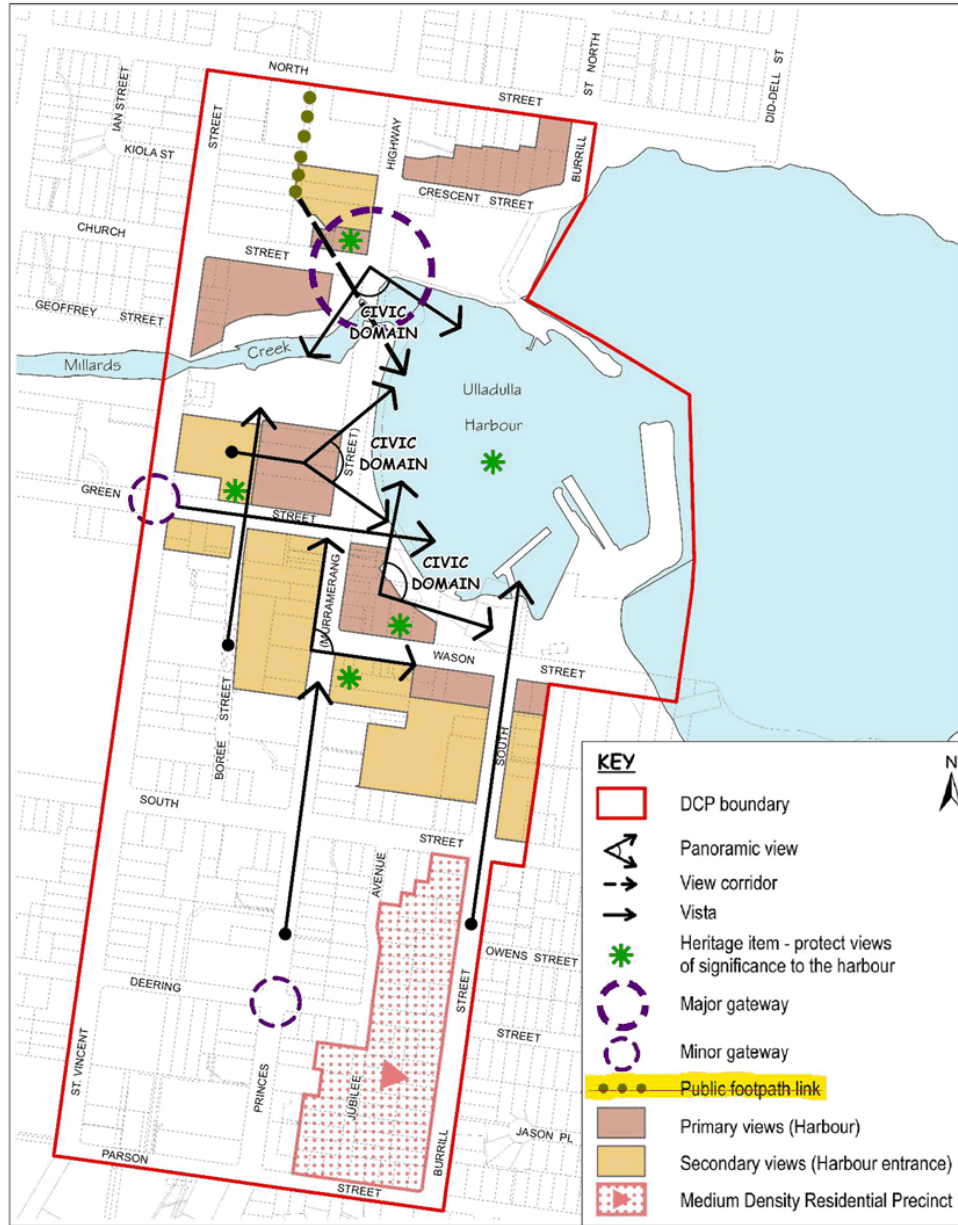 NORTH
STREET
ST NORTH
DID-DELL ST
IAN STREET
STREET
KIOLA ST
HIGHWAY
BURRILL
CRESCENT STREET
CHURCH
STREET
GEOFFREY STREET
CIVIC
DOMAIN
Creek
Millards
Ulladulla
Harbour
STREET)
CIVIC
DOMAIN
GREEN
STREET
CIVIC
DOMAIN
(MURRAMERANG
WASON
STREET
STREET
BOREE
SOUTH
SOUTH
STREET
AVENUE
OWENS STREET
DEERING
STREET
STREET
ST. VINCENT
PRINCES
JUBILEE
BURRILL
JASON PL
PARSON
STREET
KEY
N
DCP boundary
Panoramic view
View corridor
Vista
Heritage item - protect views
of significance to the harbour
Major gateway
Minor gateway
Public footpath link
Primary views (Harbour)
Secondary views (Harbour entrance)
Medium Density Residential Precinct